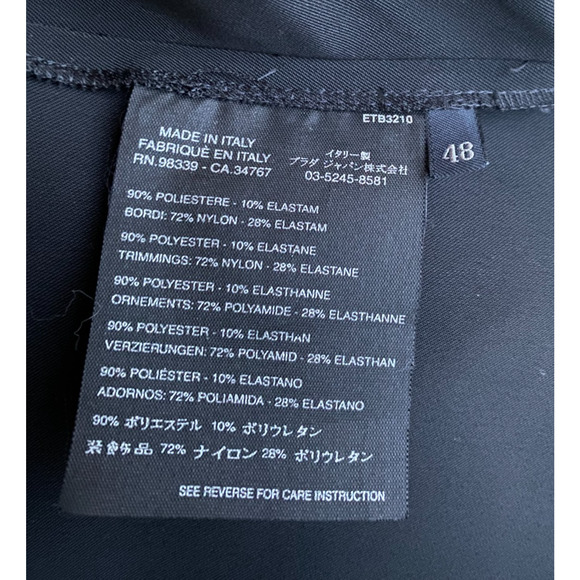 ETB3210
48
MADE IN ITALY
FABRIQUÉ EN ITALY
RN.98339 - CA.34767
イタリー製
プラダ ジャパン株式会社
03-5245-8581
90% POLIESTERE - 10% ELASTAM
BORDI: 72% NYLON - 28% ELASTAM
90% POLYESTER - 10% ELASTANE
TRIMMINGS: 72% NYLON - 28% ELASTANE
90% POLYESTER - 10% ELASTHANNE
ORNEMENTS: 72% POLYAMIDE - 28% ELASTHANNE
90% POLYESTER - 10% ELASTHAN
VERZIERUNGEN: 72% POLYAMID - 28% ELASTHAN
90% POLIÉSTER - 10% ELASTANO
ADORNOS: 72% POLIAMIDA - 28% ELASTANO
90% ポリエステル 10% ポリウレタン
装飾品 72% ナイロン 28% ポリウレタン
SEE REVERSE FOR CARE INSTRUCTION